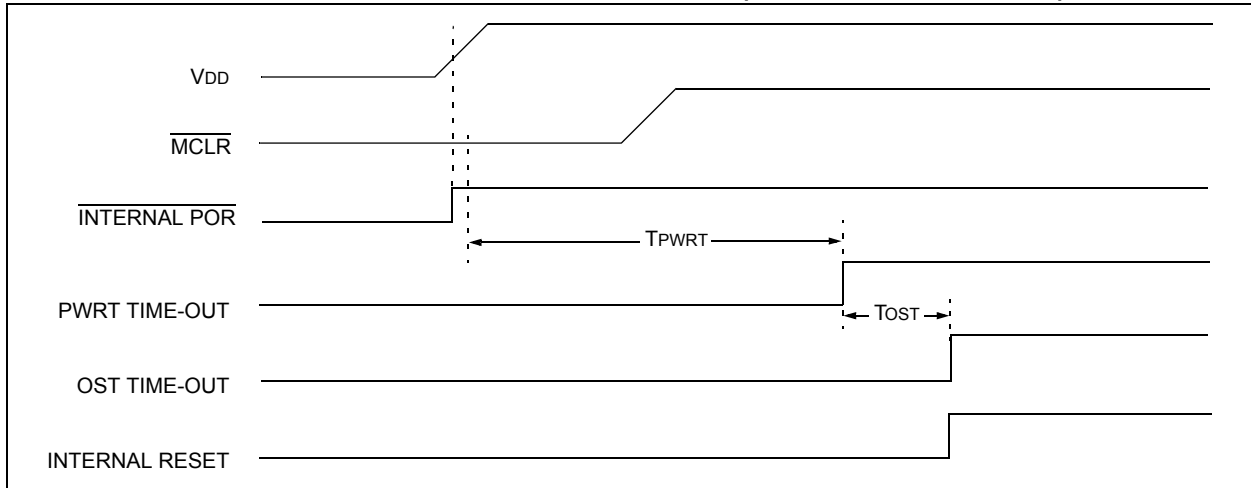 VDD
MCLR
INTERNAL POR
TPWRT
PWRT TIME-OUT
TOST
OST TIME-OUT
INTERNAL RESET